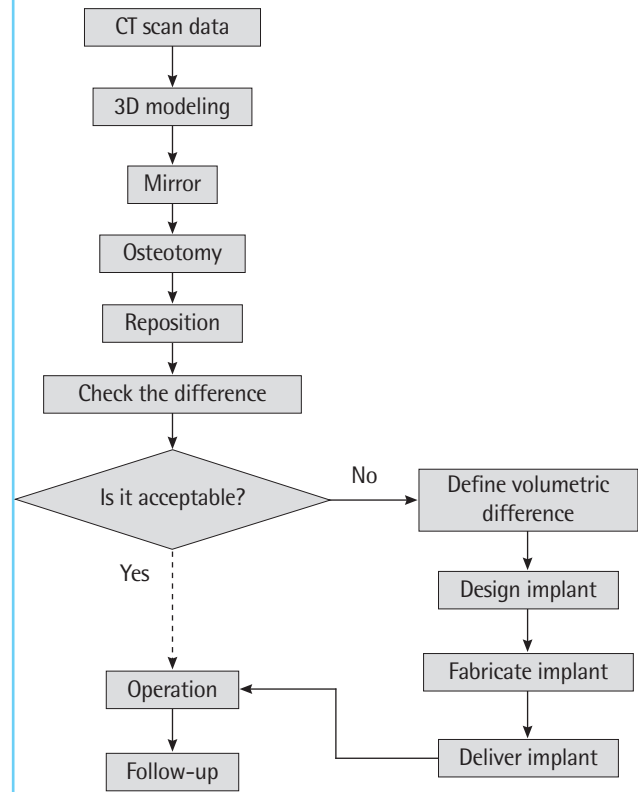 CT scan data
3D modeling
Mirror
Osteotomy
Reposition
Check the difference
Is it acceptable?
No
Define volumetric
difference
Yes
Design implant
Fabricate implant
Operation
Deliver implant
Follow-up